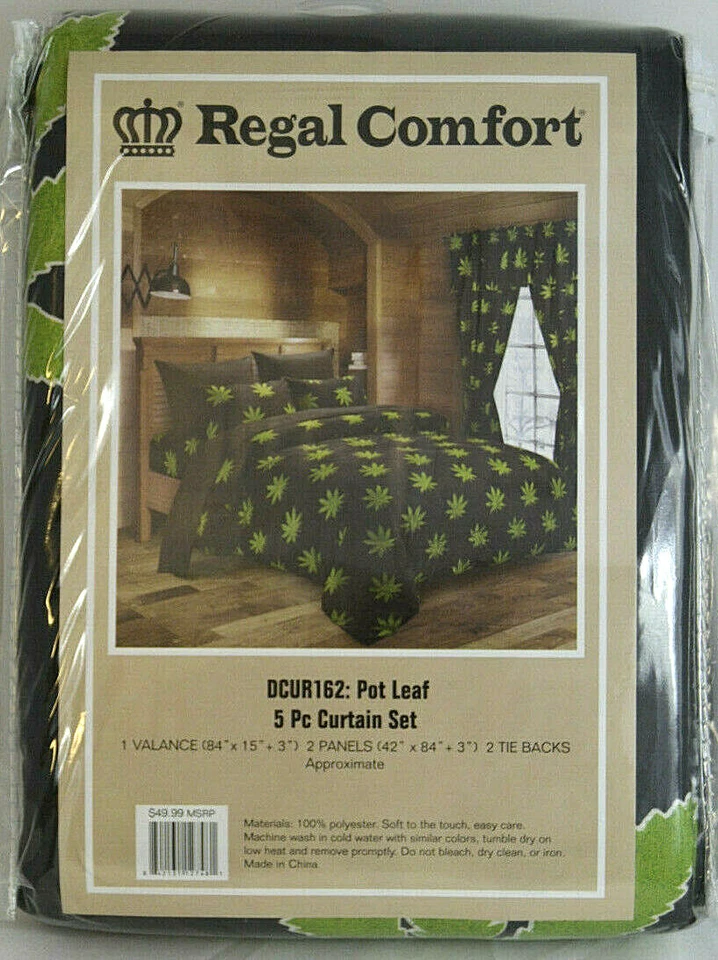 Regal Comfort
DCUR162: Pot Leaf
5 Pc Curtain Set
1 VALANCE (84"x 15"+ 3") 2 PANELS (42" x 84"+ 3") 2 TIE BACKS
Approximate
$49.99 MSRP
Materials: 100% polyester. Soft to the touch, easy care.
Machine wash in cold water with similar colors, tumble dry on
low heat and remove promptly. Do not bleach, dry clean, or iron.
Made in China.